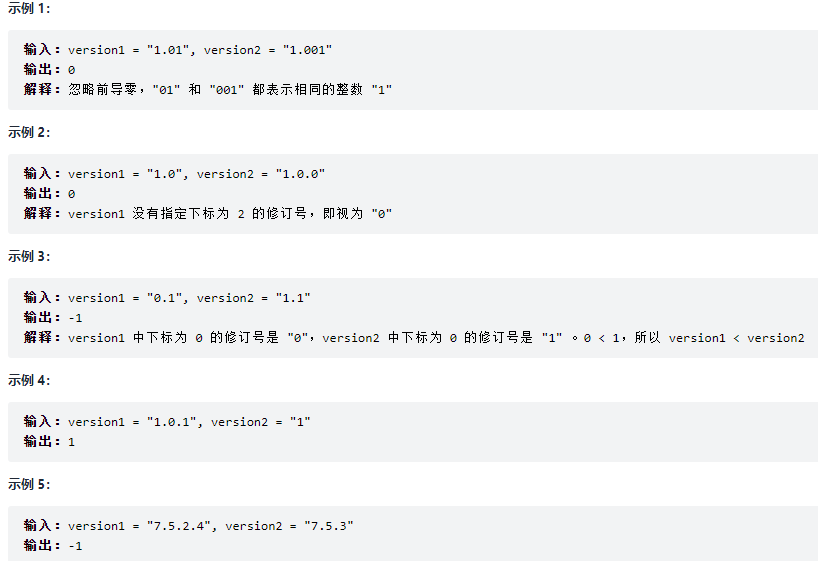 示例 1：
输入：version1 = "1.01", version2 = "1.001"
输出：0
解释：忽略前导零，"01" 和 "001" 都表示相同的整数 "1"
示例 2：
输入：version1 = "1.0", version2 = "1.0.0"
输出：0
解释：version1 没有指定下标为 2 的修订号，即视为 "0"
示例 3：
输入：version1 = "0.1", version2 = "1.1"
输出：-1
解释：version1 中下标为 0 的修订号是 "0"，version2 中下标为 0 的修订号是 "1" 。0 < 1，所以 version1 < version2
示例 4：
输入：version1 = "1.0.1", version2 = "1"
输出：1
示例 5：
输入：version1 = "7.5.2.4", version2 = "7.5.3"
输出：-1